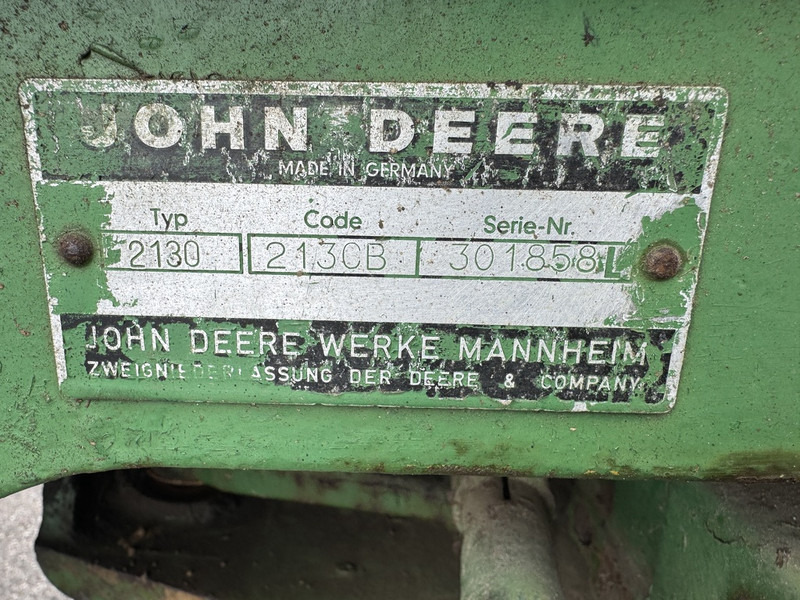 JOHN DEERE
MADE IN GERMANY
Typ Code Serie-Nr.
2130 213CB 301858L
JOHN DEERE WERKE MANNHEIM
ZWEIGNIEDERLASSUNG DER DEERE & COMPANY